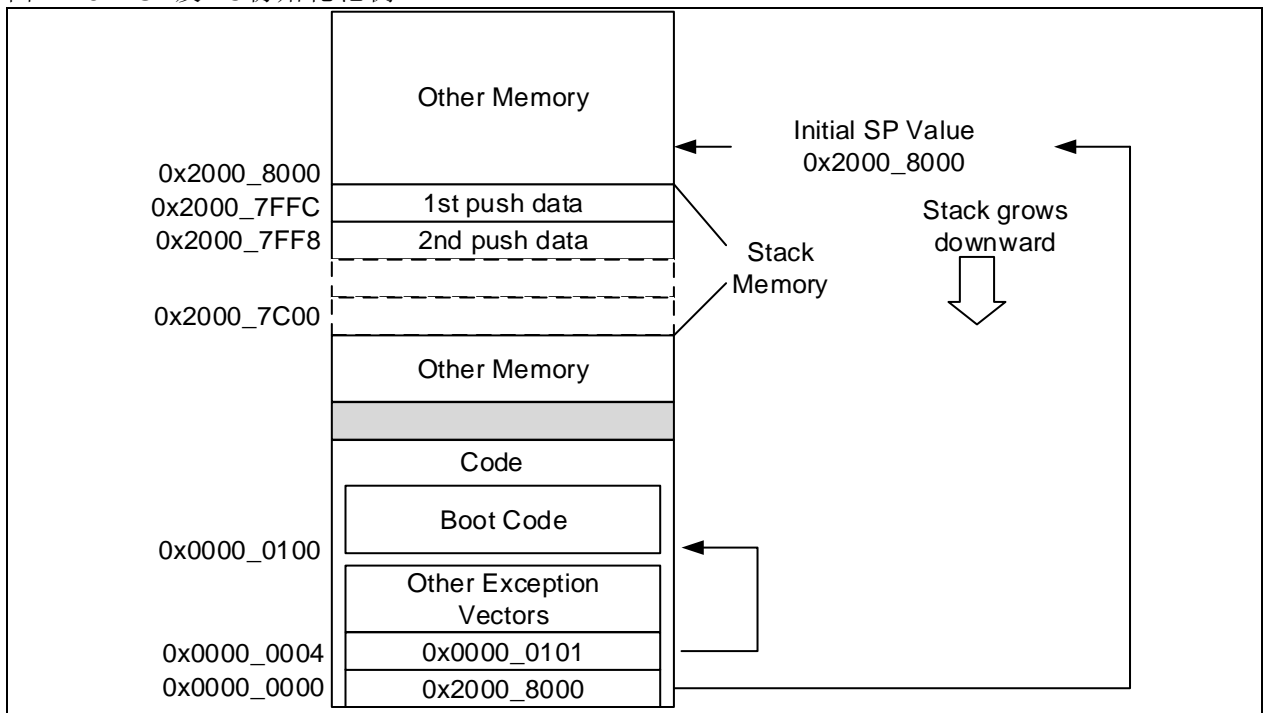 Other Memory
Initial SP Value
0x2000_8000
0x2000_8000
0x2000_7FFC
1st push data
0x2000_7FF8
2nd push data
Stack grows
downward
Stack
Memory
0x2000_7C00
Other Memory
Code
Boot Code
0x0000_0100
Other Exception
Vectors
0x0000_0004
0x0000_0101
0x0000_0000
0x2000_8000